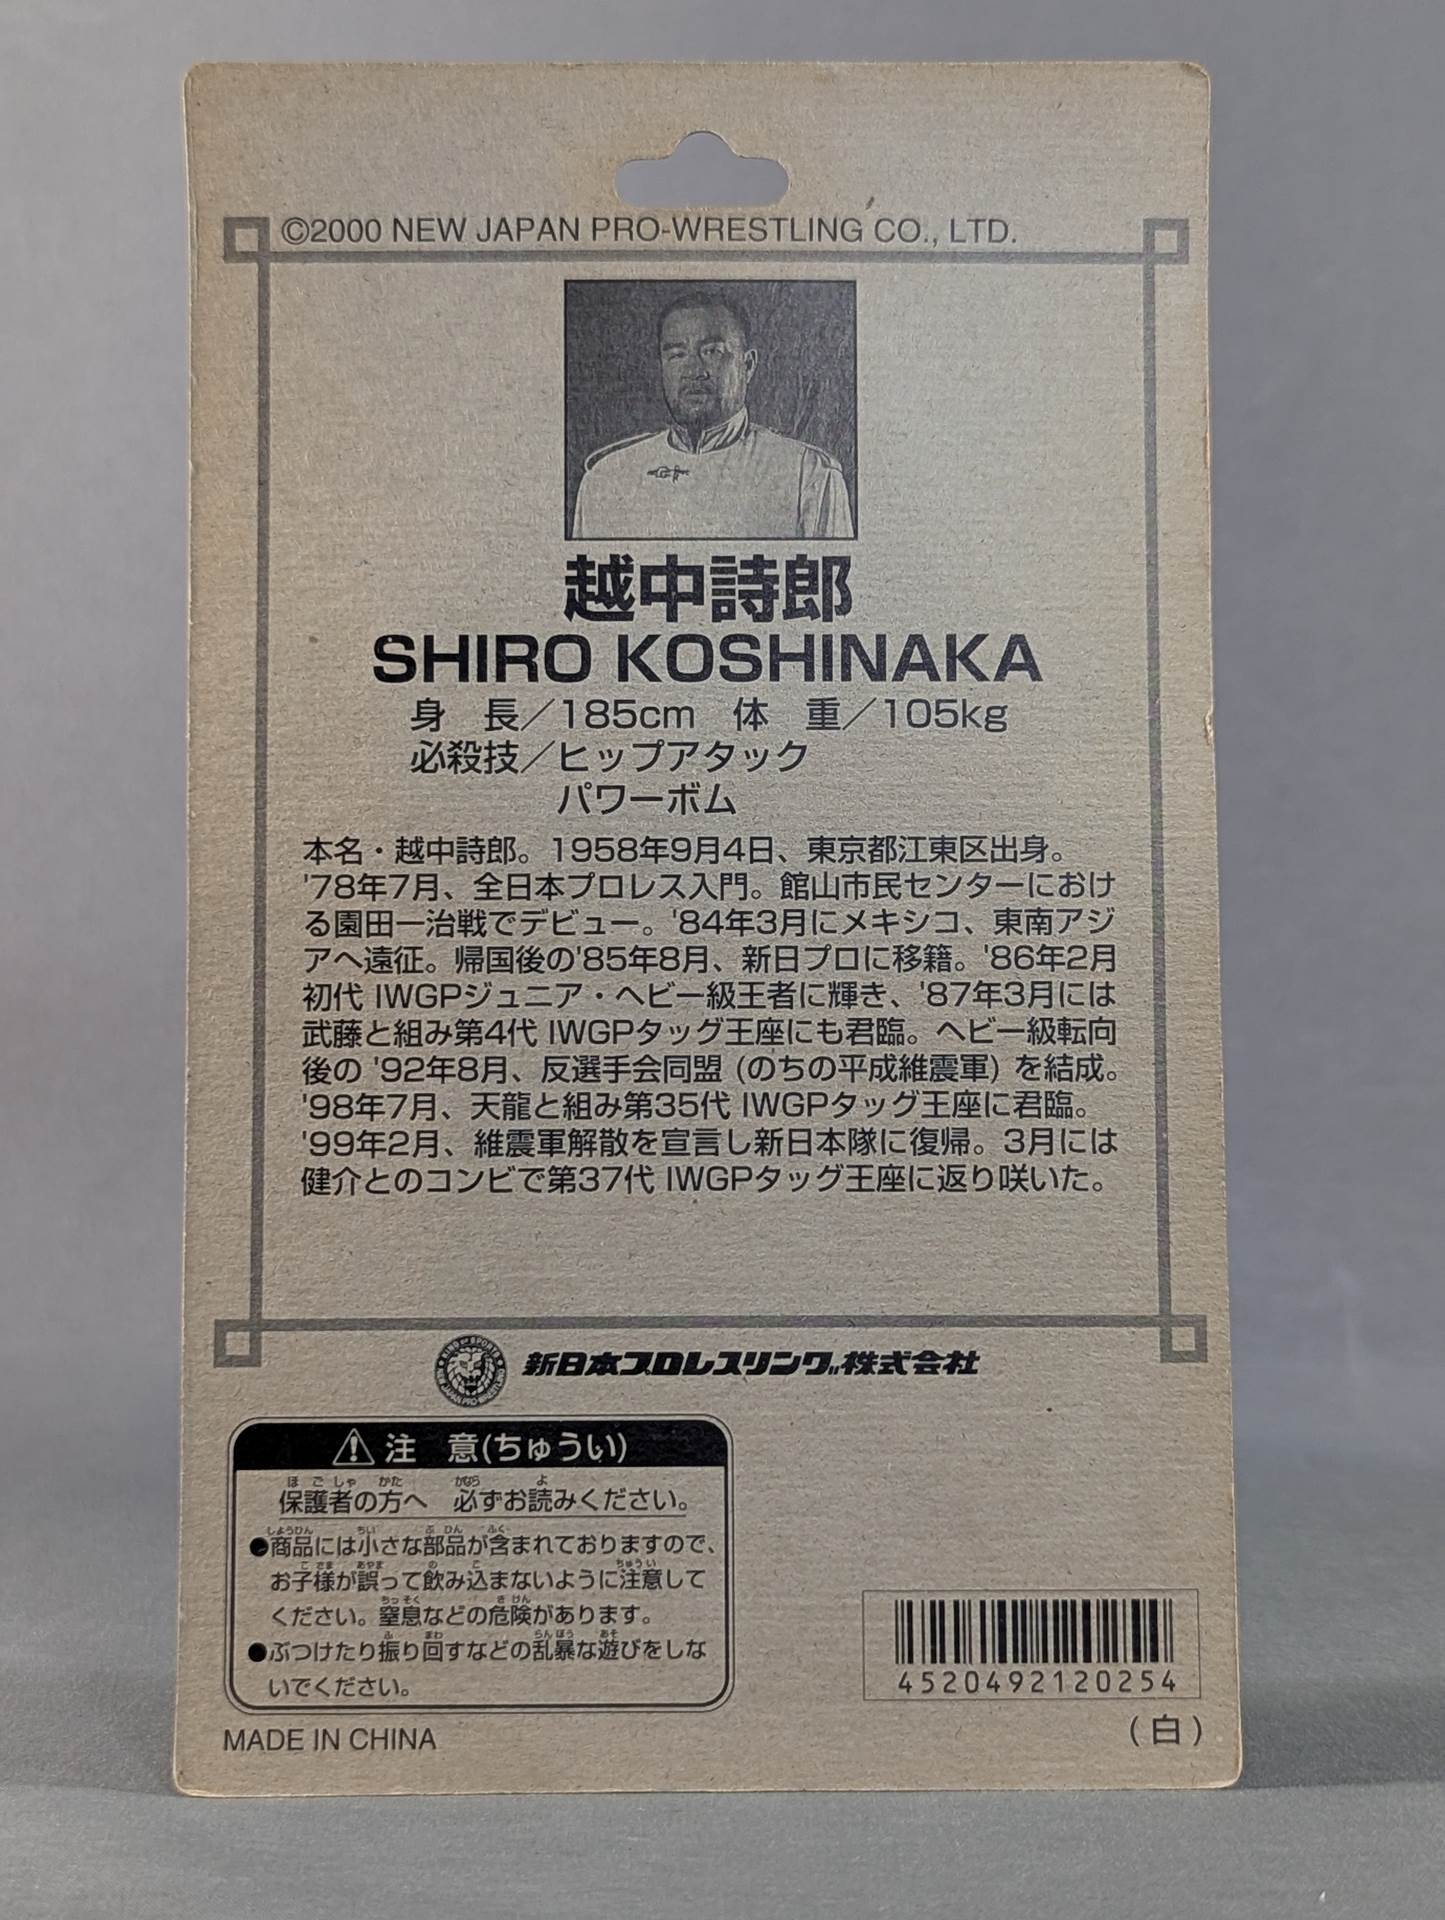 ©2000 NEW JAPAN PRO-WRESTLING CO., LTD.
越中詩郎
SHIRO KOSHINAKA
身　長／185cm　体　重／105kg
必殺技／ヒップアタック
パワーボム
本名・越中詩郎。1958年9月4日、東京都江東区出身。
'78年7月、全日本プロレス入門。館山市民センターにおけ
る園田一治戦でデビュー。'84年3月にメキシコ、東南アジ
アへ遠征。帰国後の'85年8月、新日プロに移籍。'86年2月
初代 IWGPジュニア・ヘビー級王者に輝き、'87年3月には
武藤と組み第4代 IWGPタッグ王座にも君臨。ヘビー級転向
後の '92年8月、反選手会同盟 (のちの平成維震軍) を結成。
'98年7月、天龍と組み第35代 IWGPタッグ王座に君臨。
'99年2月、維震軍解散を宣言し新日本隊に復帰。3月には
健介とのコンビで第37代 IWGPタッグ王座に返り咲いた。
新日本プロレスリング株式会社
注　意(ちゅうい)
保護者の方へ　必ずお読みください。
●商品には小さな部品が含まれておりますので、
お子様が誤って飲み込まないように注意して
ください。窒息などの危険があります。
●ぶつけたり振り回すなどの乱暴な遊びをしな
いでください。
4520492120254
MADE IN CHINA
(白)